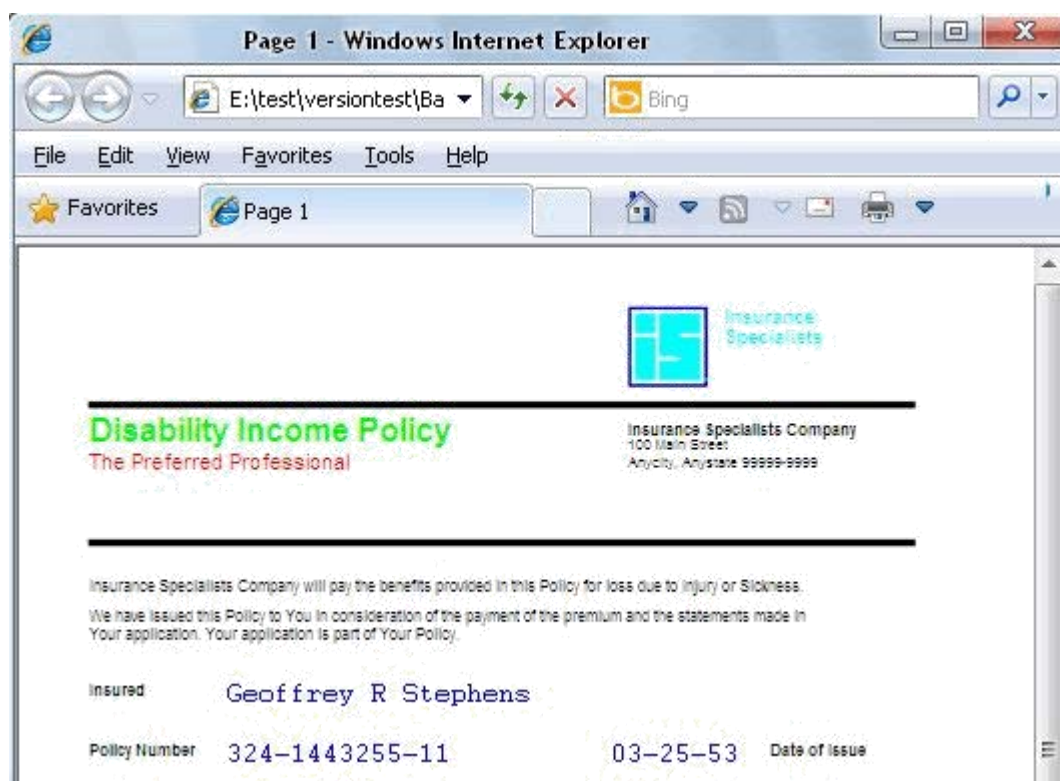 Page 1 - Windows Internet Explorer
E:\test\versiontest\Ba
Bing
File Edit View Favorites Tools Help
Favorites
Page 1
is
Insurance
Specialists
Disability Income Policy
The Preferred Professional
Insurance Specialists Company
100 Main Street
Anycity, Anystate 99999-9999
Insurance Specialists Company will pay the benefits provided in this Policy for loss due to Injury or Sickness.
We have issued this Policy to You in consideration of the payment of the premium and the statements made in
Your application. Your application is part of Your Policy.
Insured Geoffrey R Stephens
Policy Number 324-1443255-11 03-25-53 Date of Issue